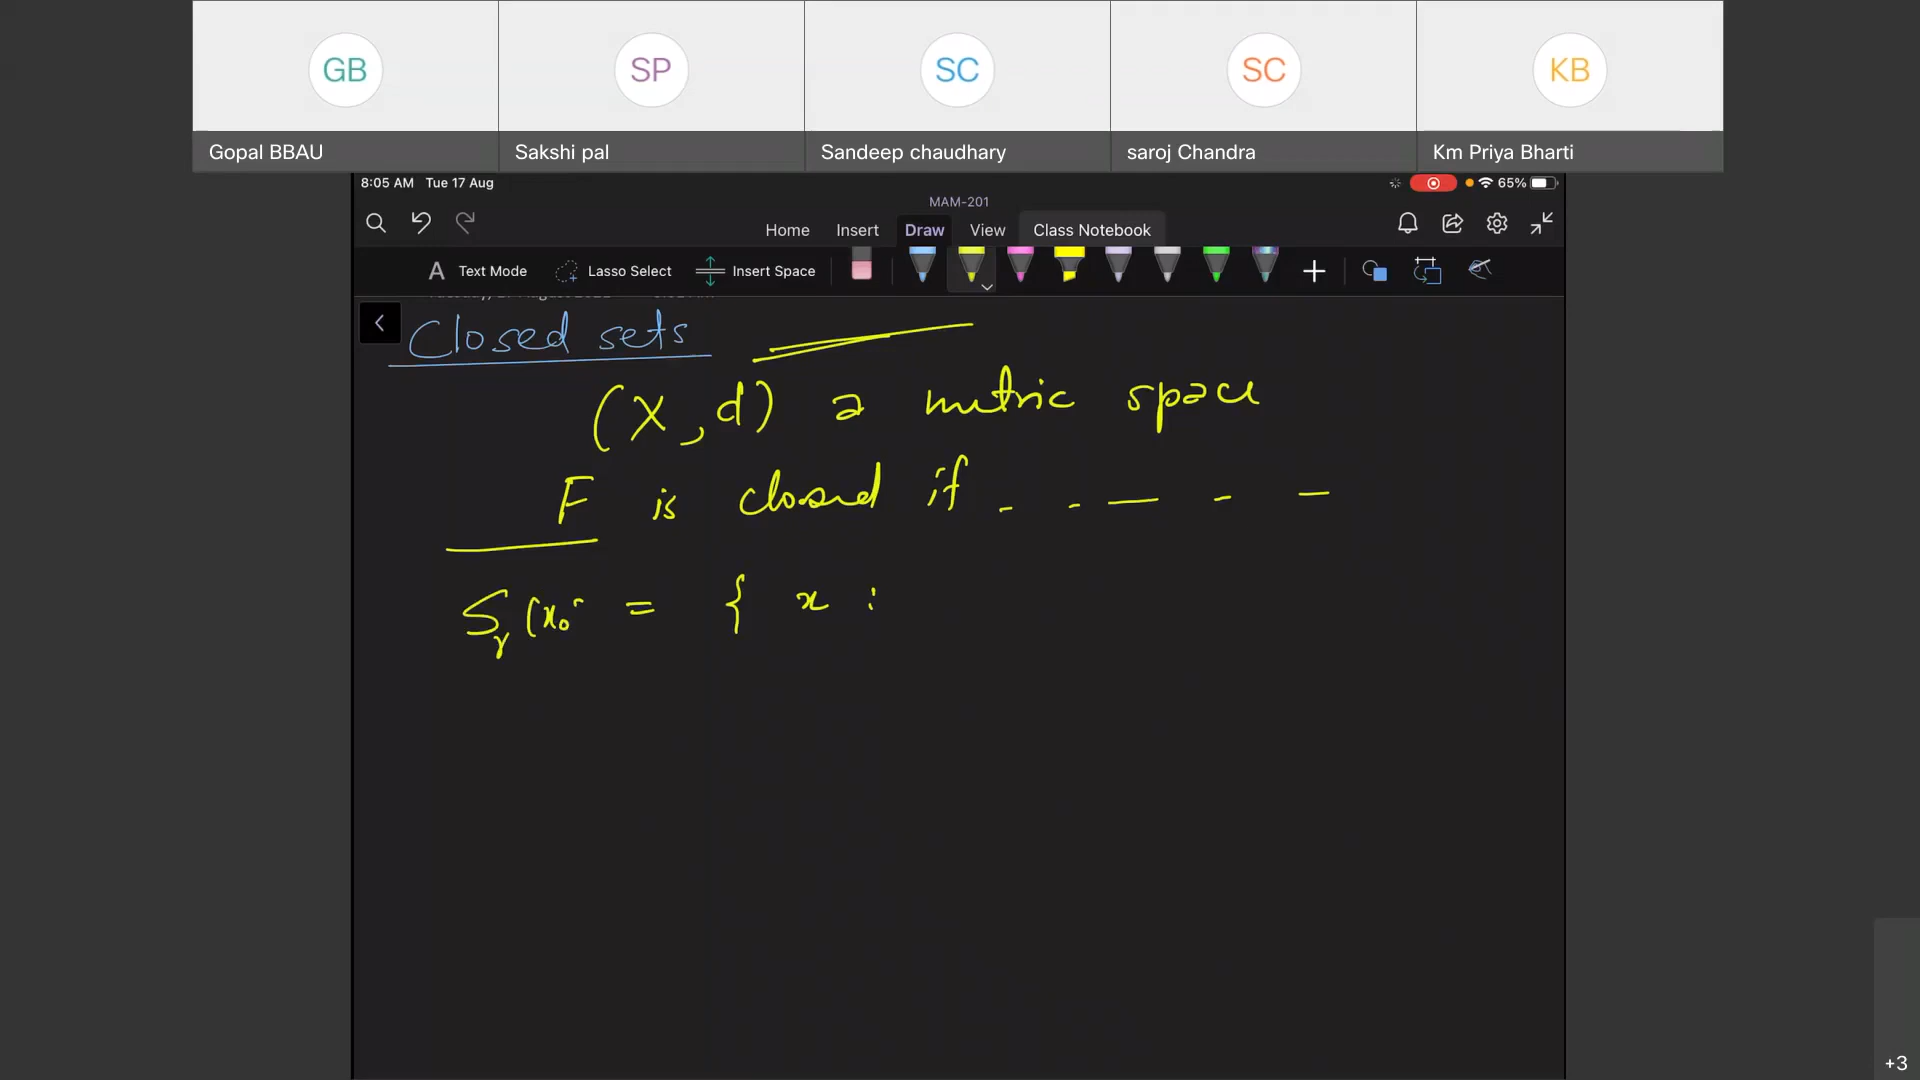 GB SP SC SC KB
Gopal BBAU Sakshi pal Sandeep chaudhary saroj Chandra Km Priya Bharti
8:05 AM Tue 17 Aug 65%
MAM-201
Home Insert Draw View Class Notebook
A Text Mode Lasso Select Insert Space
Closed sets
(X, d) a metric space
F is closed if . . — - —
Sr (x0 = { x :
+3